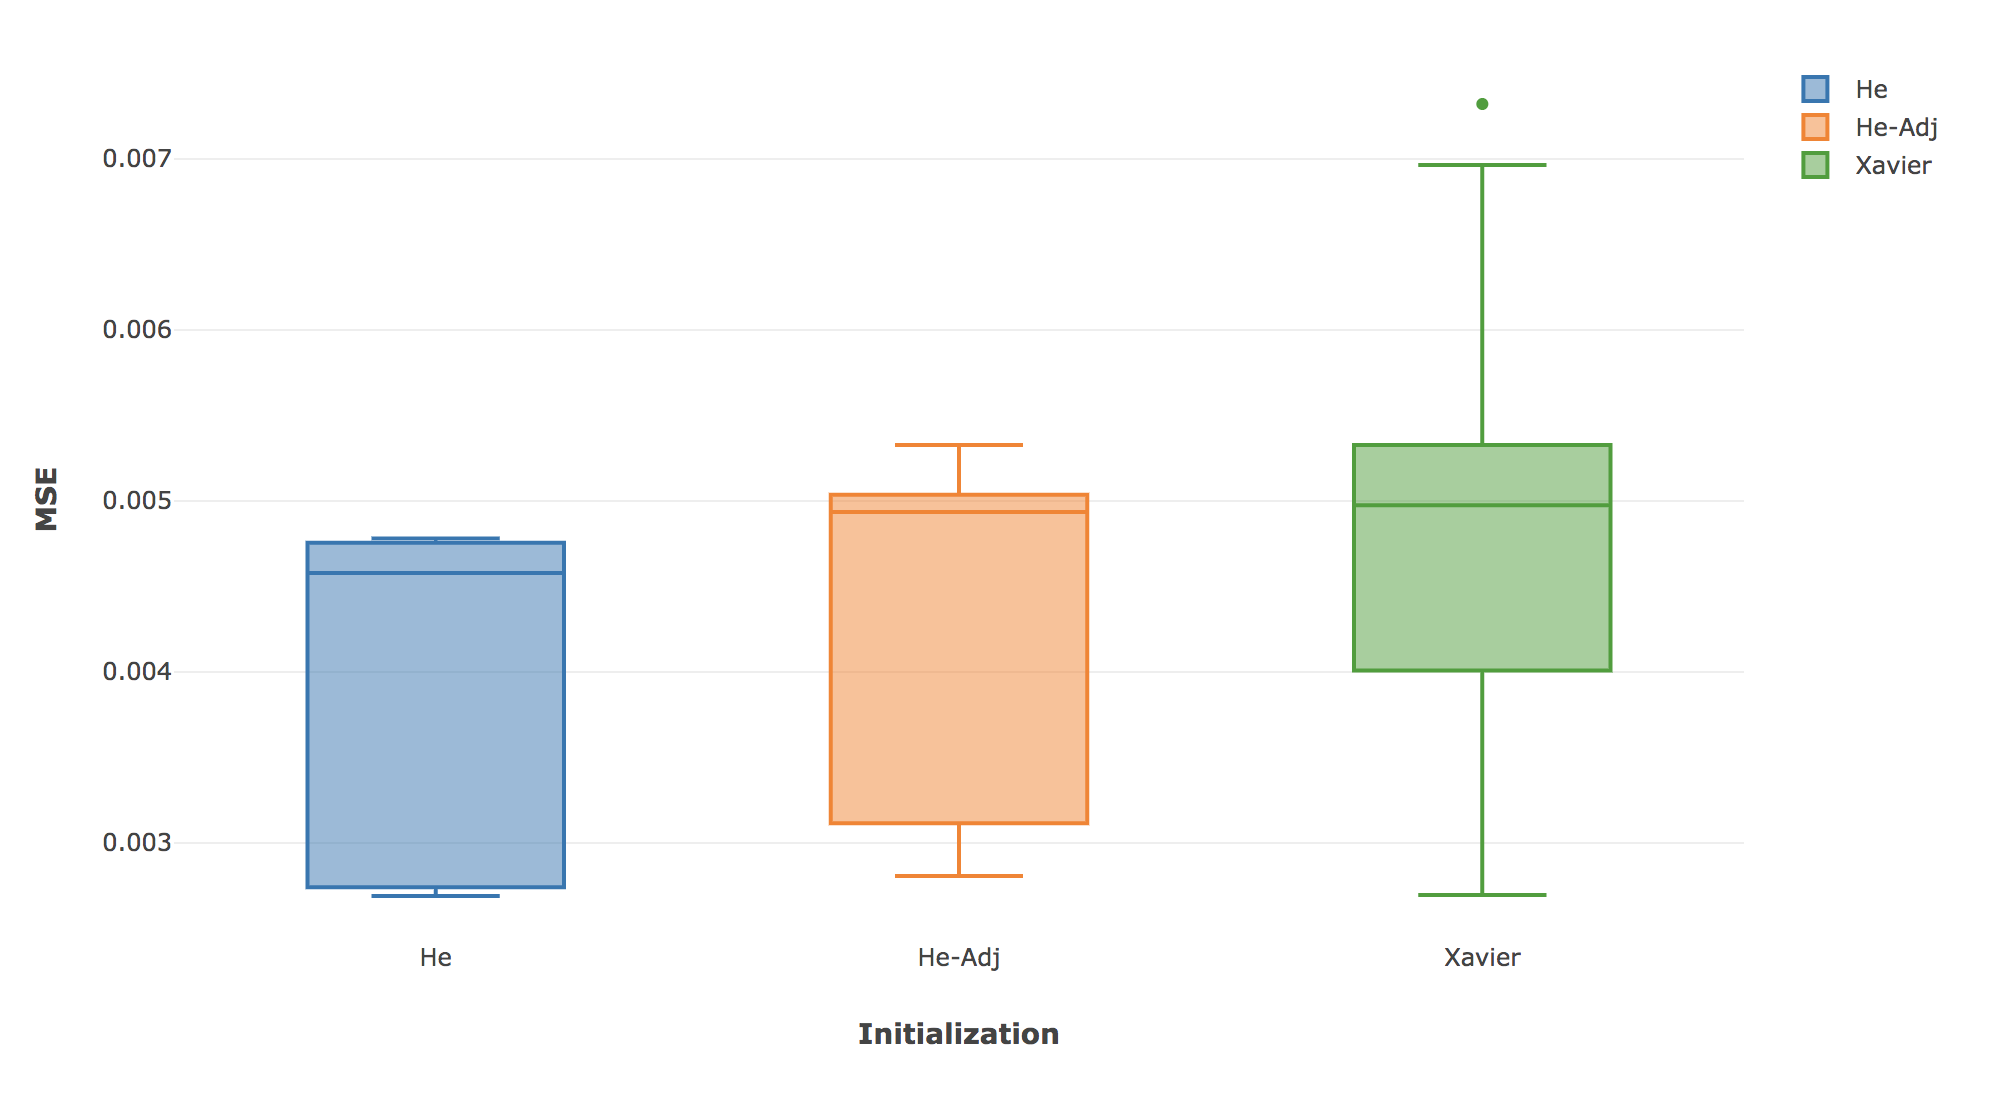 He
He-Adj
Xavier
0.007
0.006
0.005
0.004
0.003
MSE
He
He-Adj
Xavier
Initialization